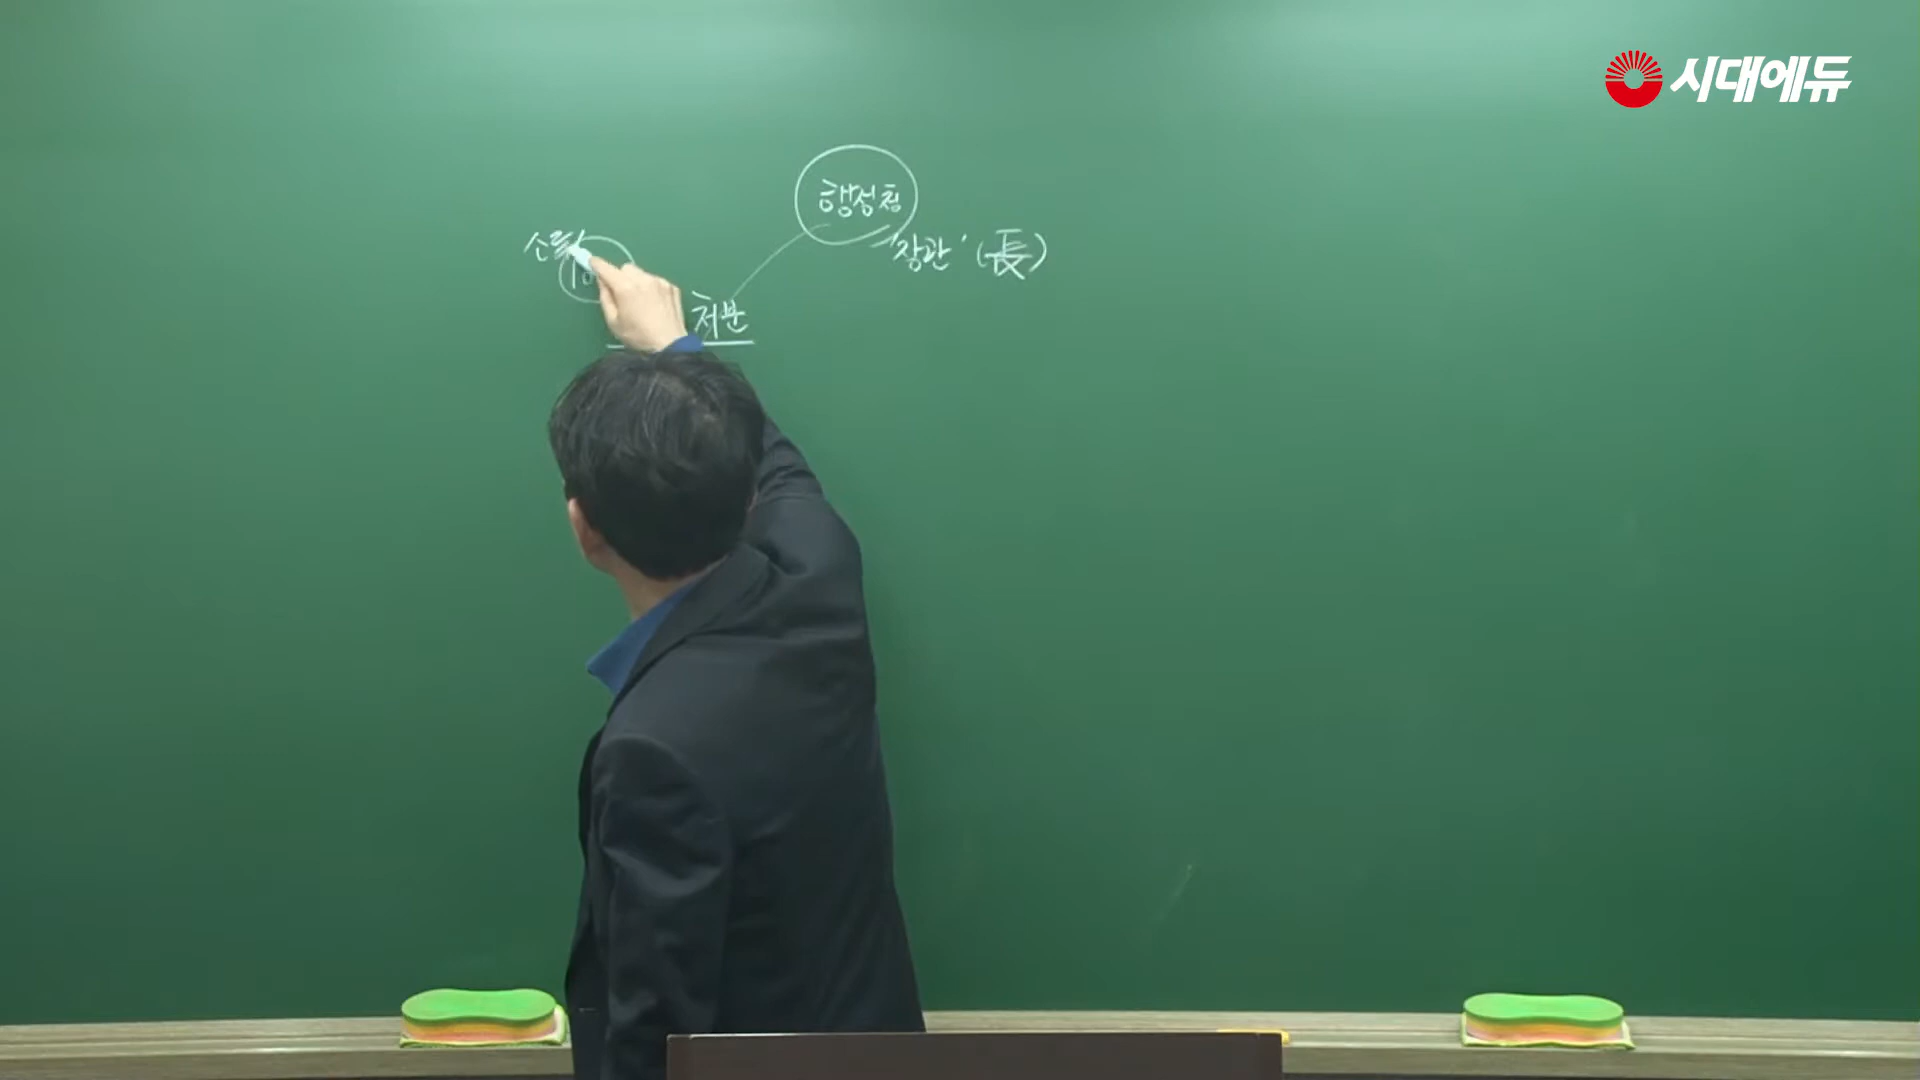 시대에듀
행정청
'장관' (長)
처분